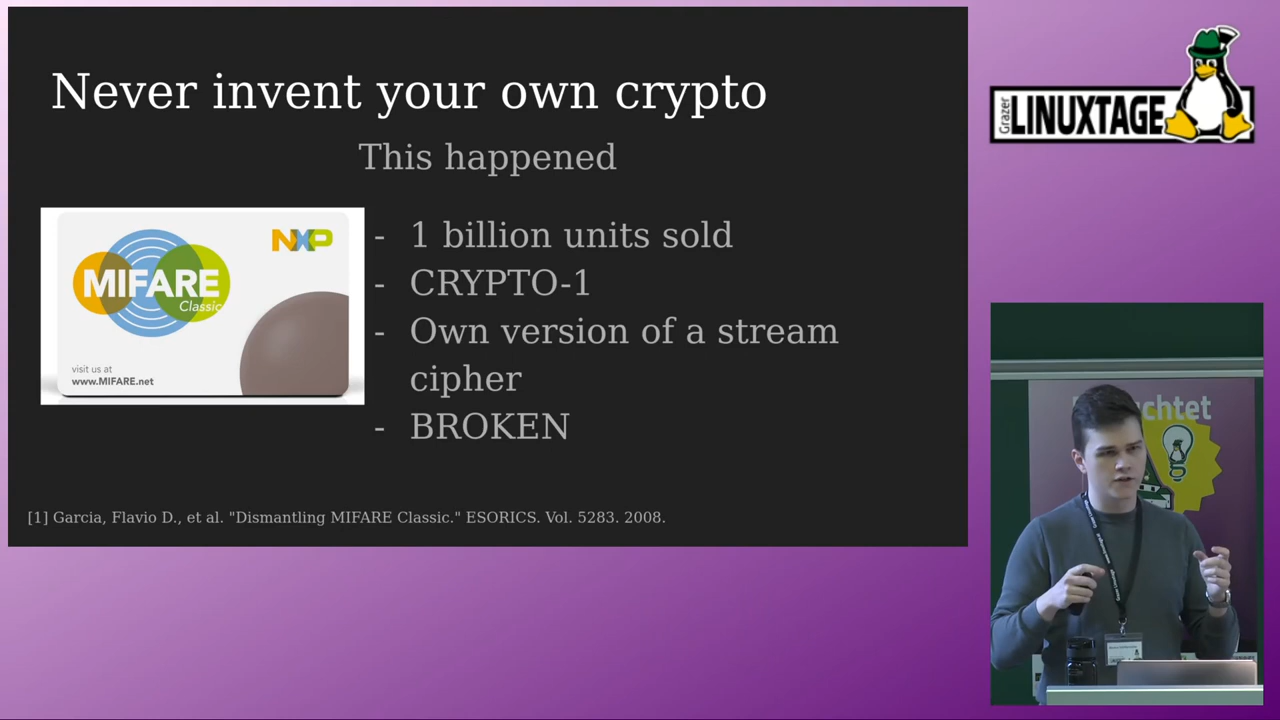 Never invent your own crypto
This happened
NXP
MIFARE
Classic
visit us at
www.MIFARE.net
- 1 billion units sold
- CRYPTO-1
- Own version of a stream
cipher
- BROKEN
[1] Garcia, Flavio D., et al. "Dismantling MIFARE Classic." ESORICS. Vol. 5283. 2008.
Grazer
LINUXTAGE
chtet